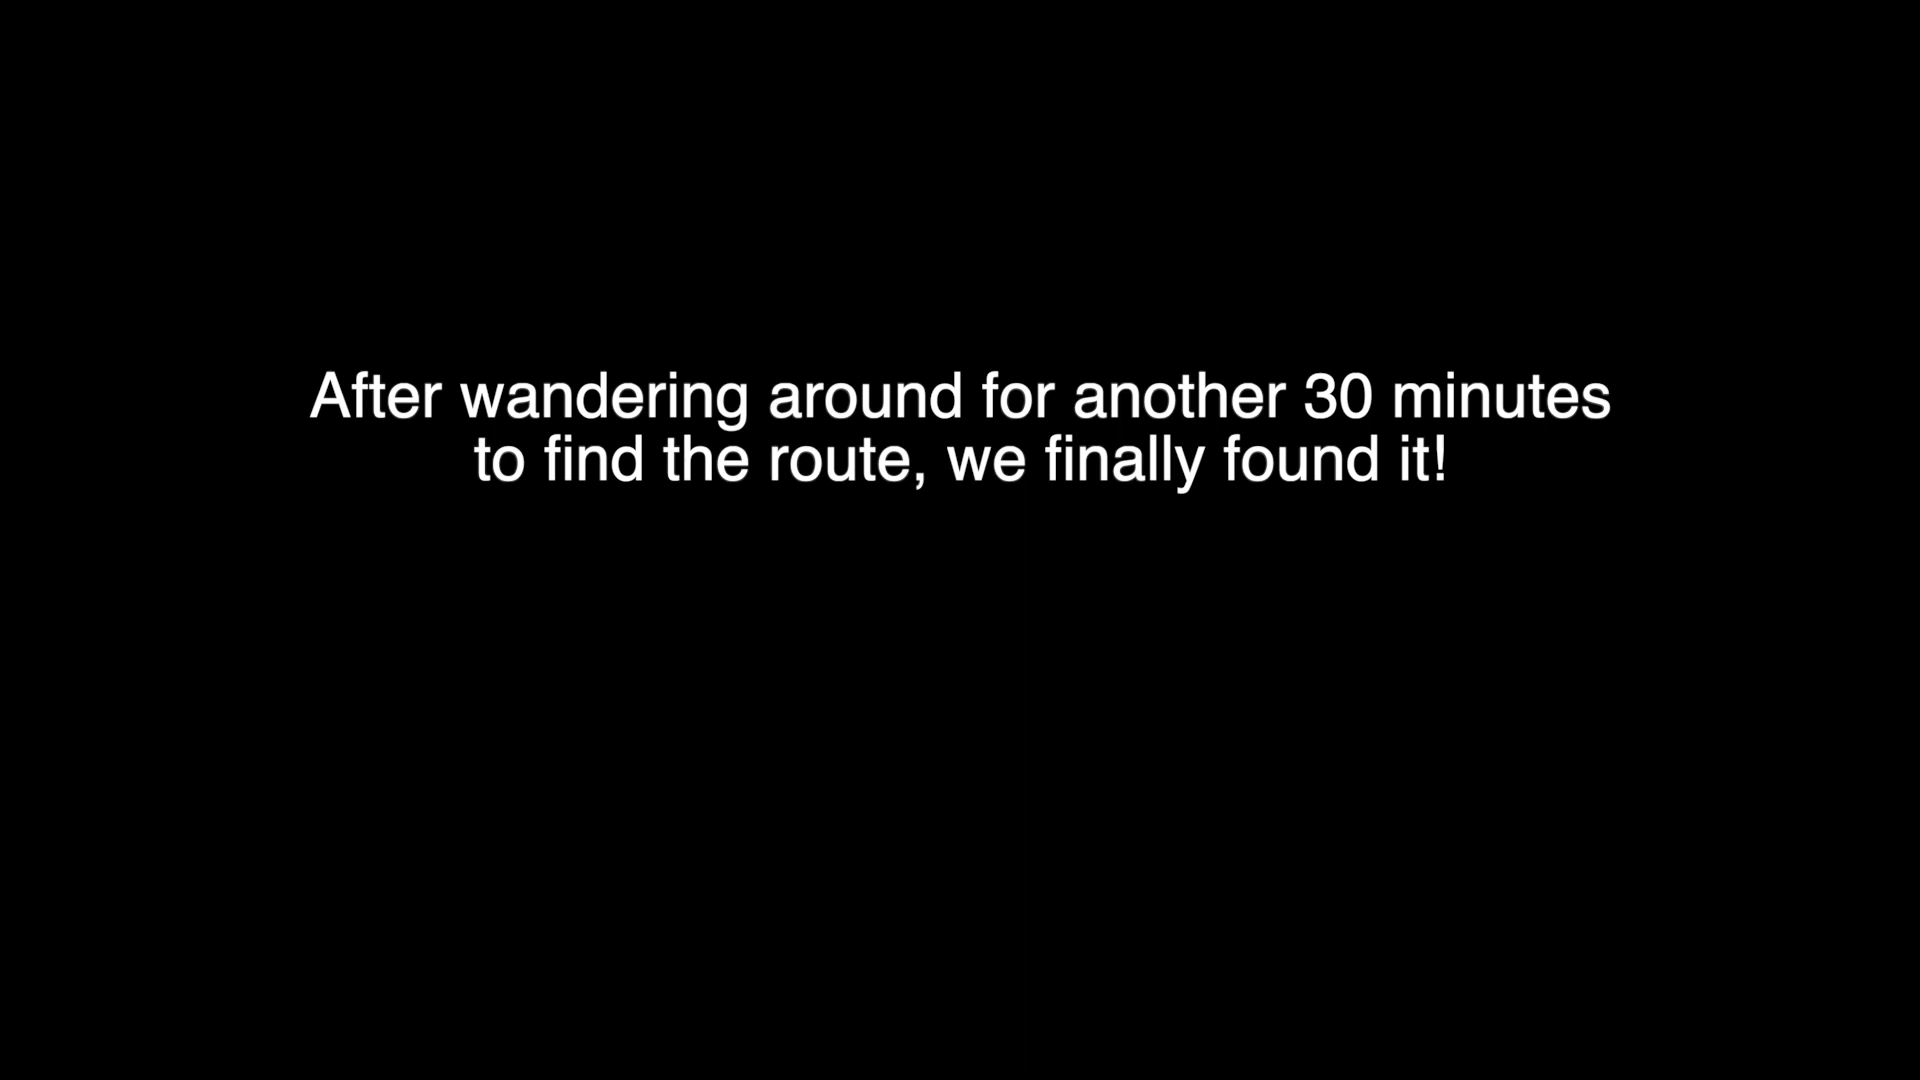 After wandering around for another 30 minutes
to find the route, we finally found it!